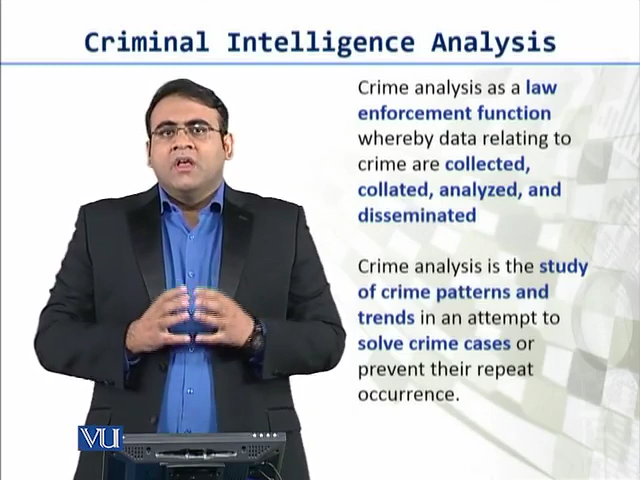 Criminal Intelligence Analysis
Crime analysis as a law
enforcement function
whereby data relating to
crime are collected,
collated, analyzed, and
disseminated
Crime analysis is the study
of crime patterns and
trends in an attempt to
solve crime cases or
prevent their repeat
occurrence.
VU